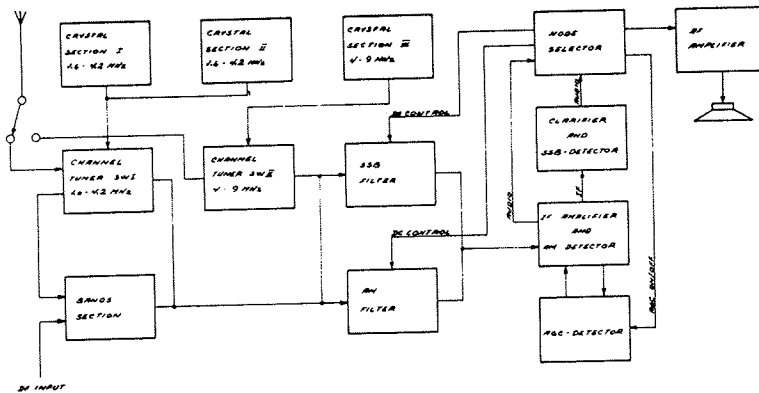 CRYSTAL
SECTION I
1.6 - 4.2 MHz
CRYSTAL
SECTION II
1.6 - 4.2 MHz
CRYSTAL
SECTION III
4 - 9 MHz
MODE
SELECTOR
AF
AMPLIFIER
DC CONTROL
AUDIO
CLARIFIER
AND
SSB-DETECTOR
CHANNEL
TUNER SW I
1.6 - 4.2 MHz
CHANNEL
TUNER SW II
4 - 9 MHz
SSB
FILTER
IF
AUDIO
IF AMPLIFIER
AND
AM DETECTOR
DC CONTROL
AGC ON/OFF
BANDS
SECTION
AM
FILTER
AGC-DETECTOR
DF INPUT